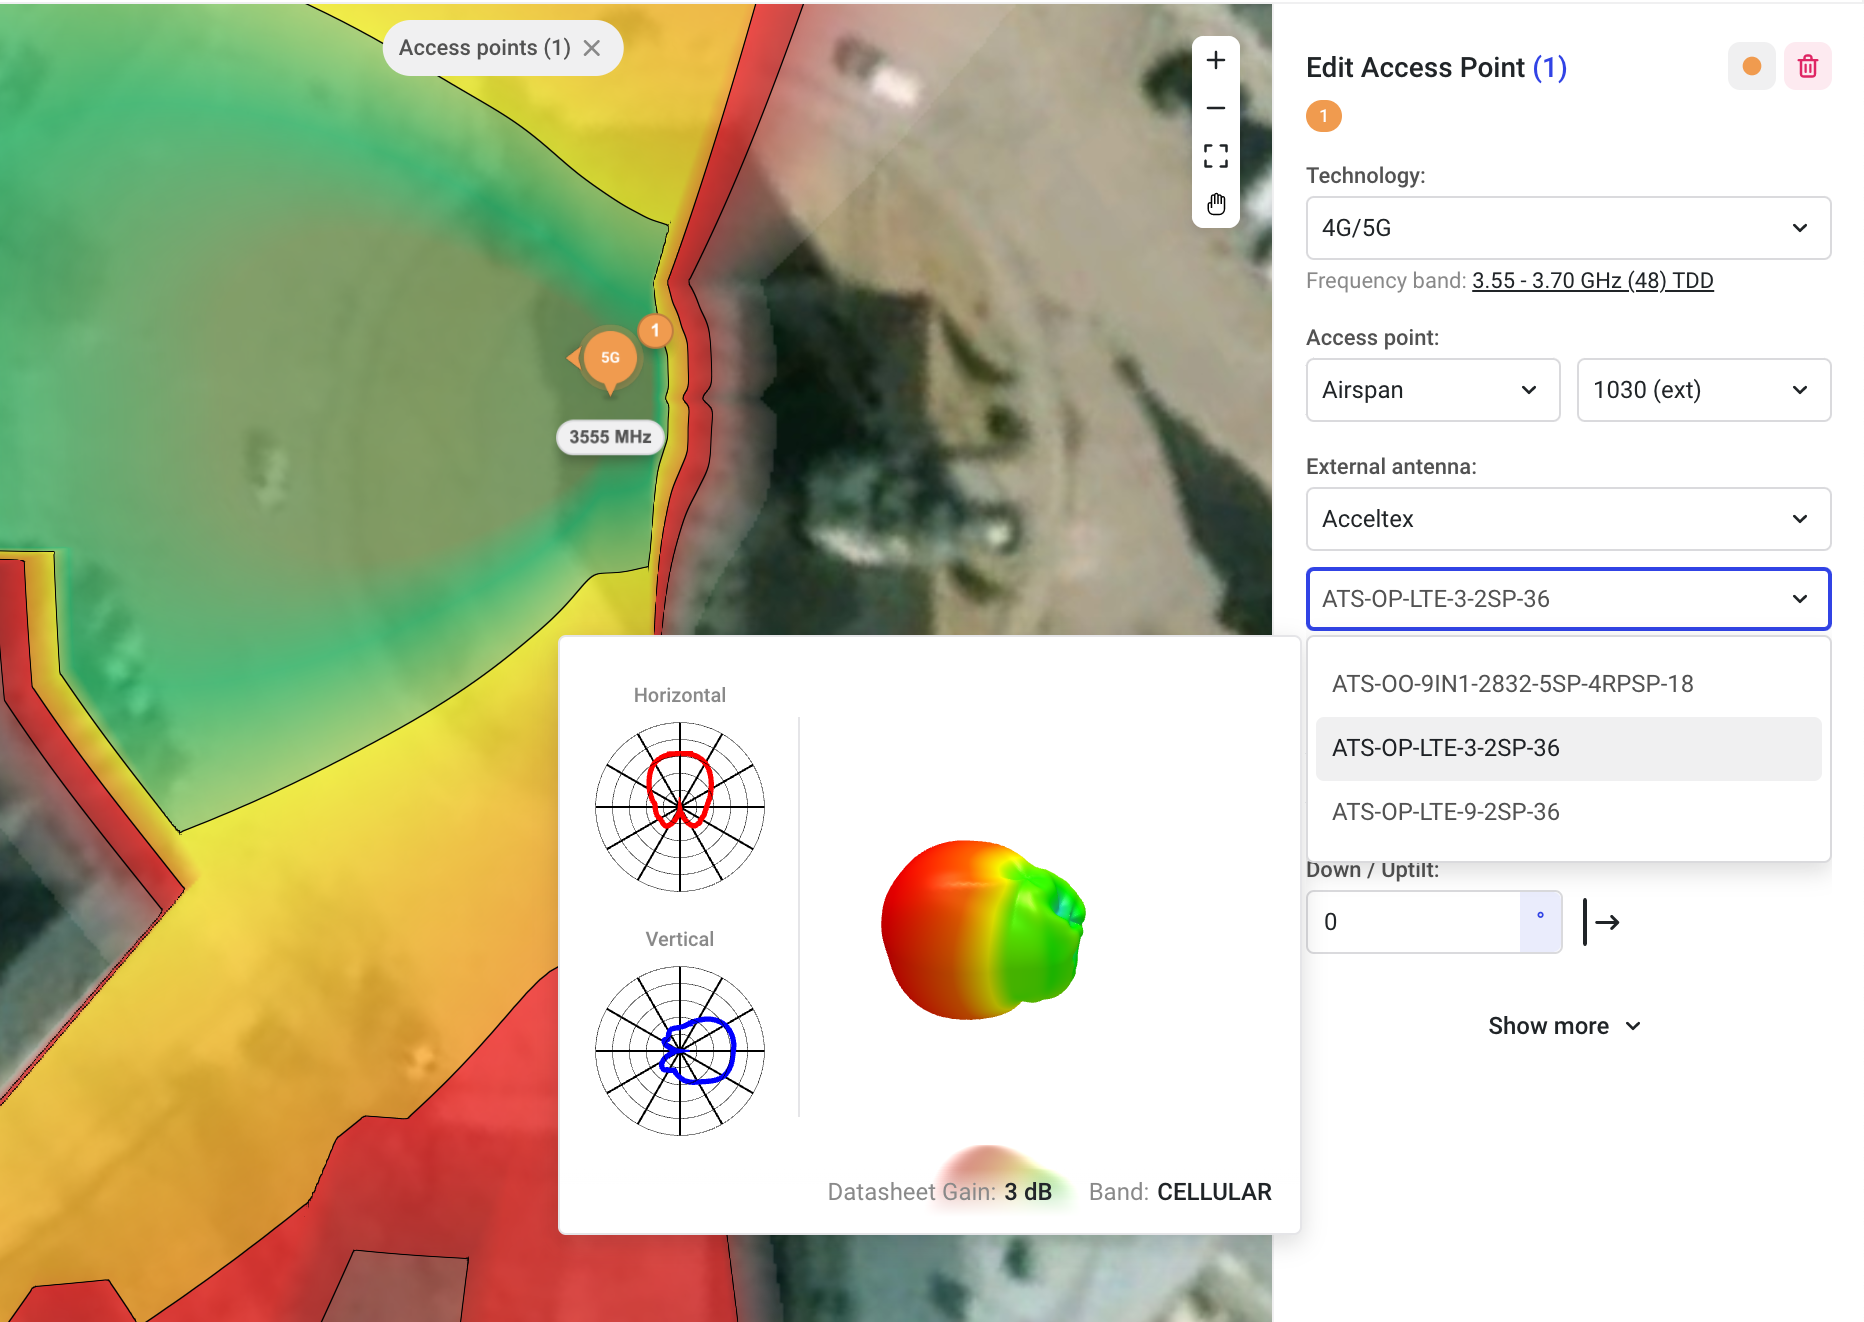 Access points (1)
1
5G
3555 MHz
Edit Access Point (1)
1
Technology:
4G/5G
Frequency band: 3.55 - 3.70 GHz (48) TDD
Access point:
Airspan
1030 (ext)
External antenna:
Acceltex
ATS-OP-LTE-3-2SP-36
ATS-OO-9IN1-2832-5SP-4RPSP-18
ATS-OP-LTE-3-2SP-36
ATS-OP-LTE-9-2SP-36
Down / Uptilt:
0 °
Show more
Horizontal
Vertical
Datasheet Gain: 3 dB Band: CELLULAR